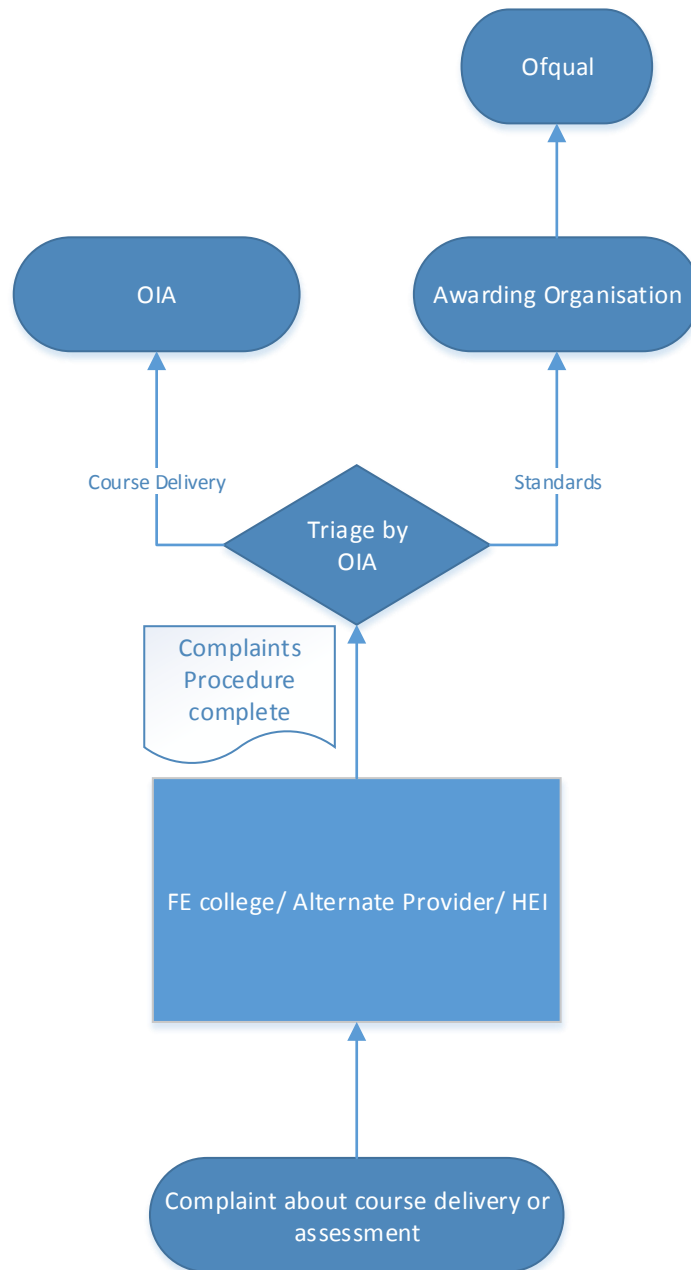 Ofqual
OIA
Awarding Organisation
Course Delivery
Standards
Triage by
OIA
Complaints
Procedure
complete
FE college/ Alternate Provider/ HEI
Complaint about course delivery or
assessment